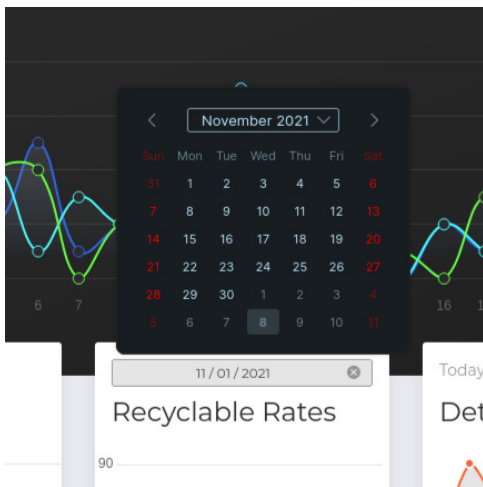 November 2021
Sun Mon Tue Wed Thu Fri Sat
31 1 2 3 4 5 6
7 8 9 10 11 12 13
14 15 16 17 18 19 20
21 22 23 24 25 26 27
28 29 30 1 2 3 4
5 6 7 8 9 10 11
6 7 16 1
11 / 01 / 2021
Today
Recyclable Rates
Det
90